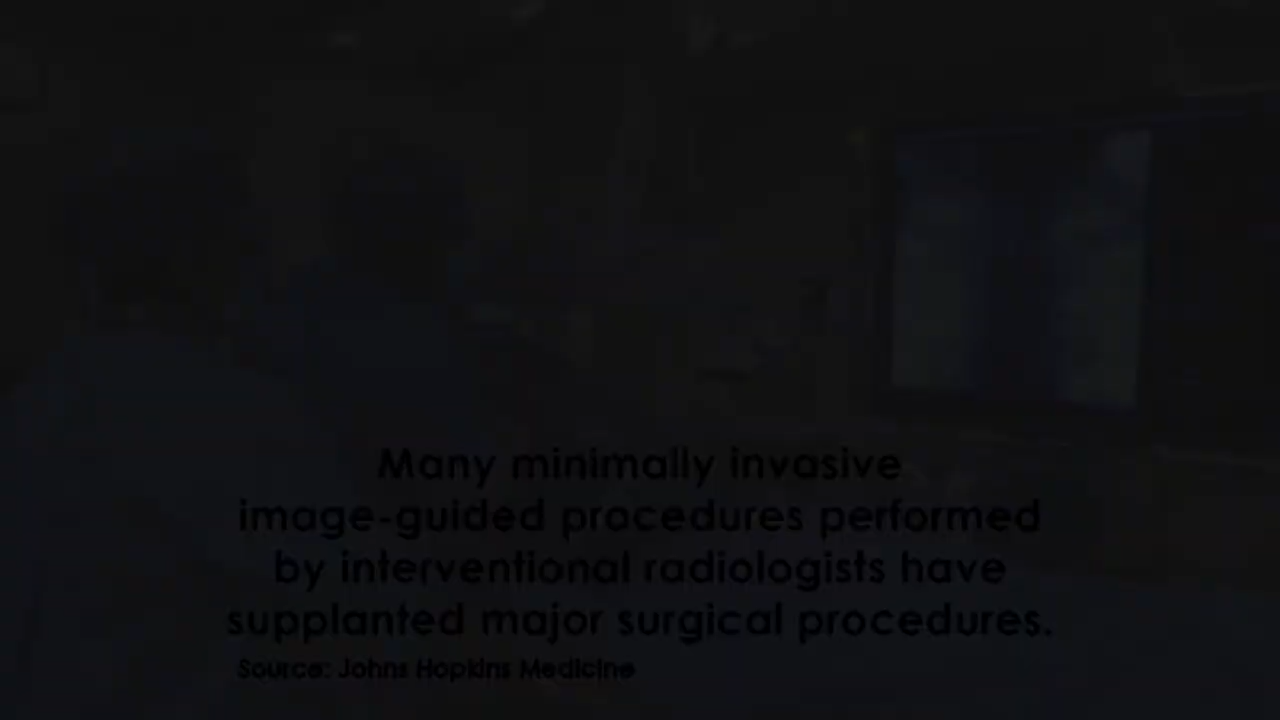 Many minimally invasive
image-guided procedures performed
by interventional radiologists have
supplanted major surgical procedures.
Source: Johns Hopkins Medicine